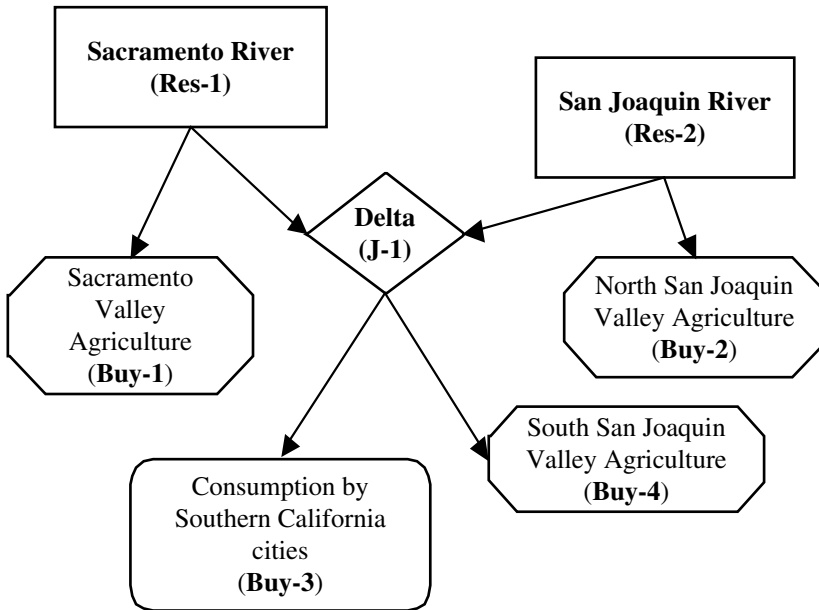 Sacramento River
(Res-1)
San Joaquin River
(Res-2)
Delta
(J-1)
Sacramento
Valley
Agriculture
(Buy-1)
North San Joaquin
Valley Agriculture
(Buy-2)
South San Joaquin
Valley Agriculture
(Buy-4)
Consumption by
Southern California
cities
(Buy-3)